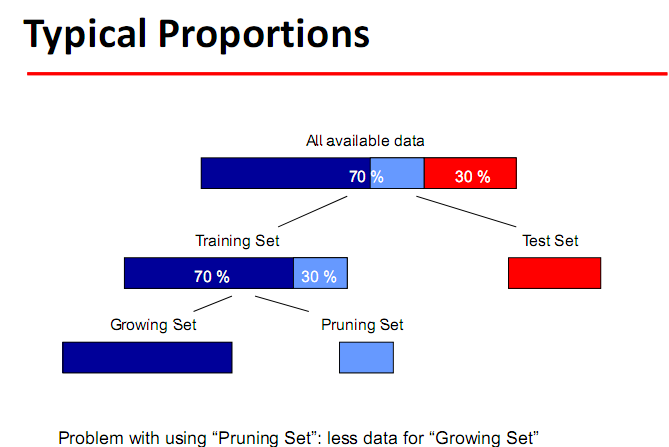 Typical Proportions
All available data
70 % 30 %
Training Set Test Set
70 % 30 %
Growing Set Pruning Set
Problem with using “Pruning Set”: less data for “Growing Set”